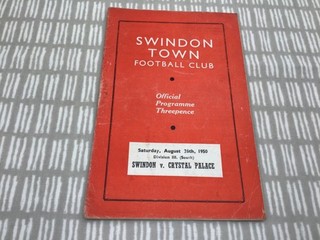 SWINDON
TOWN
FOOTBALL CLUB
Official
Programme
Threepence
Saturday, August 26th, 1950
Division III. (South)
SWINDON v. CRYSTAL PALACE